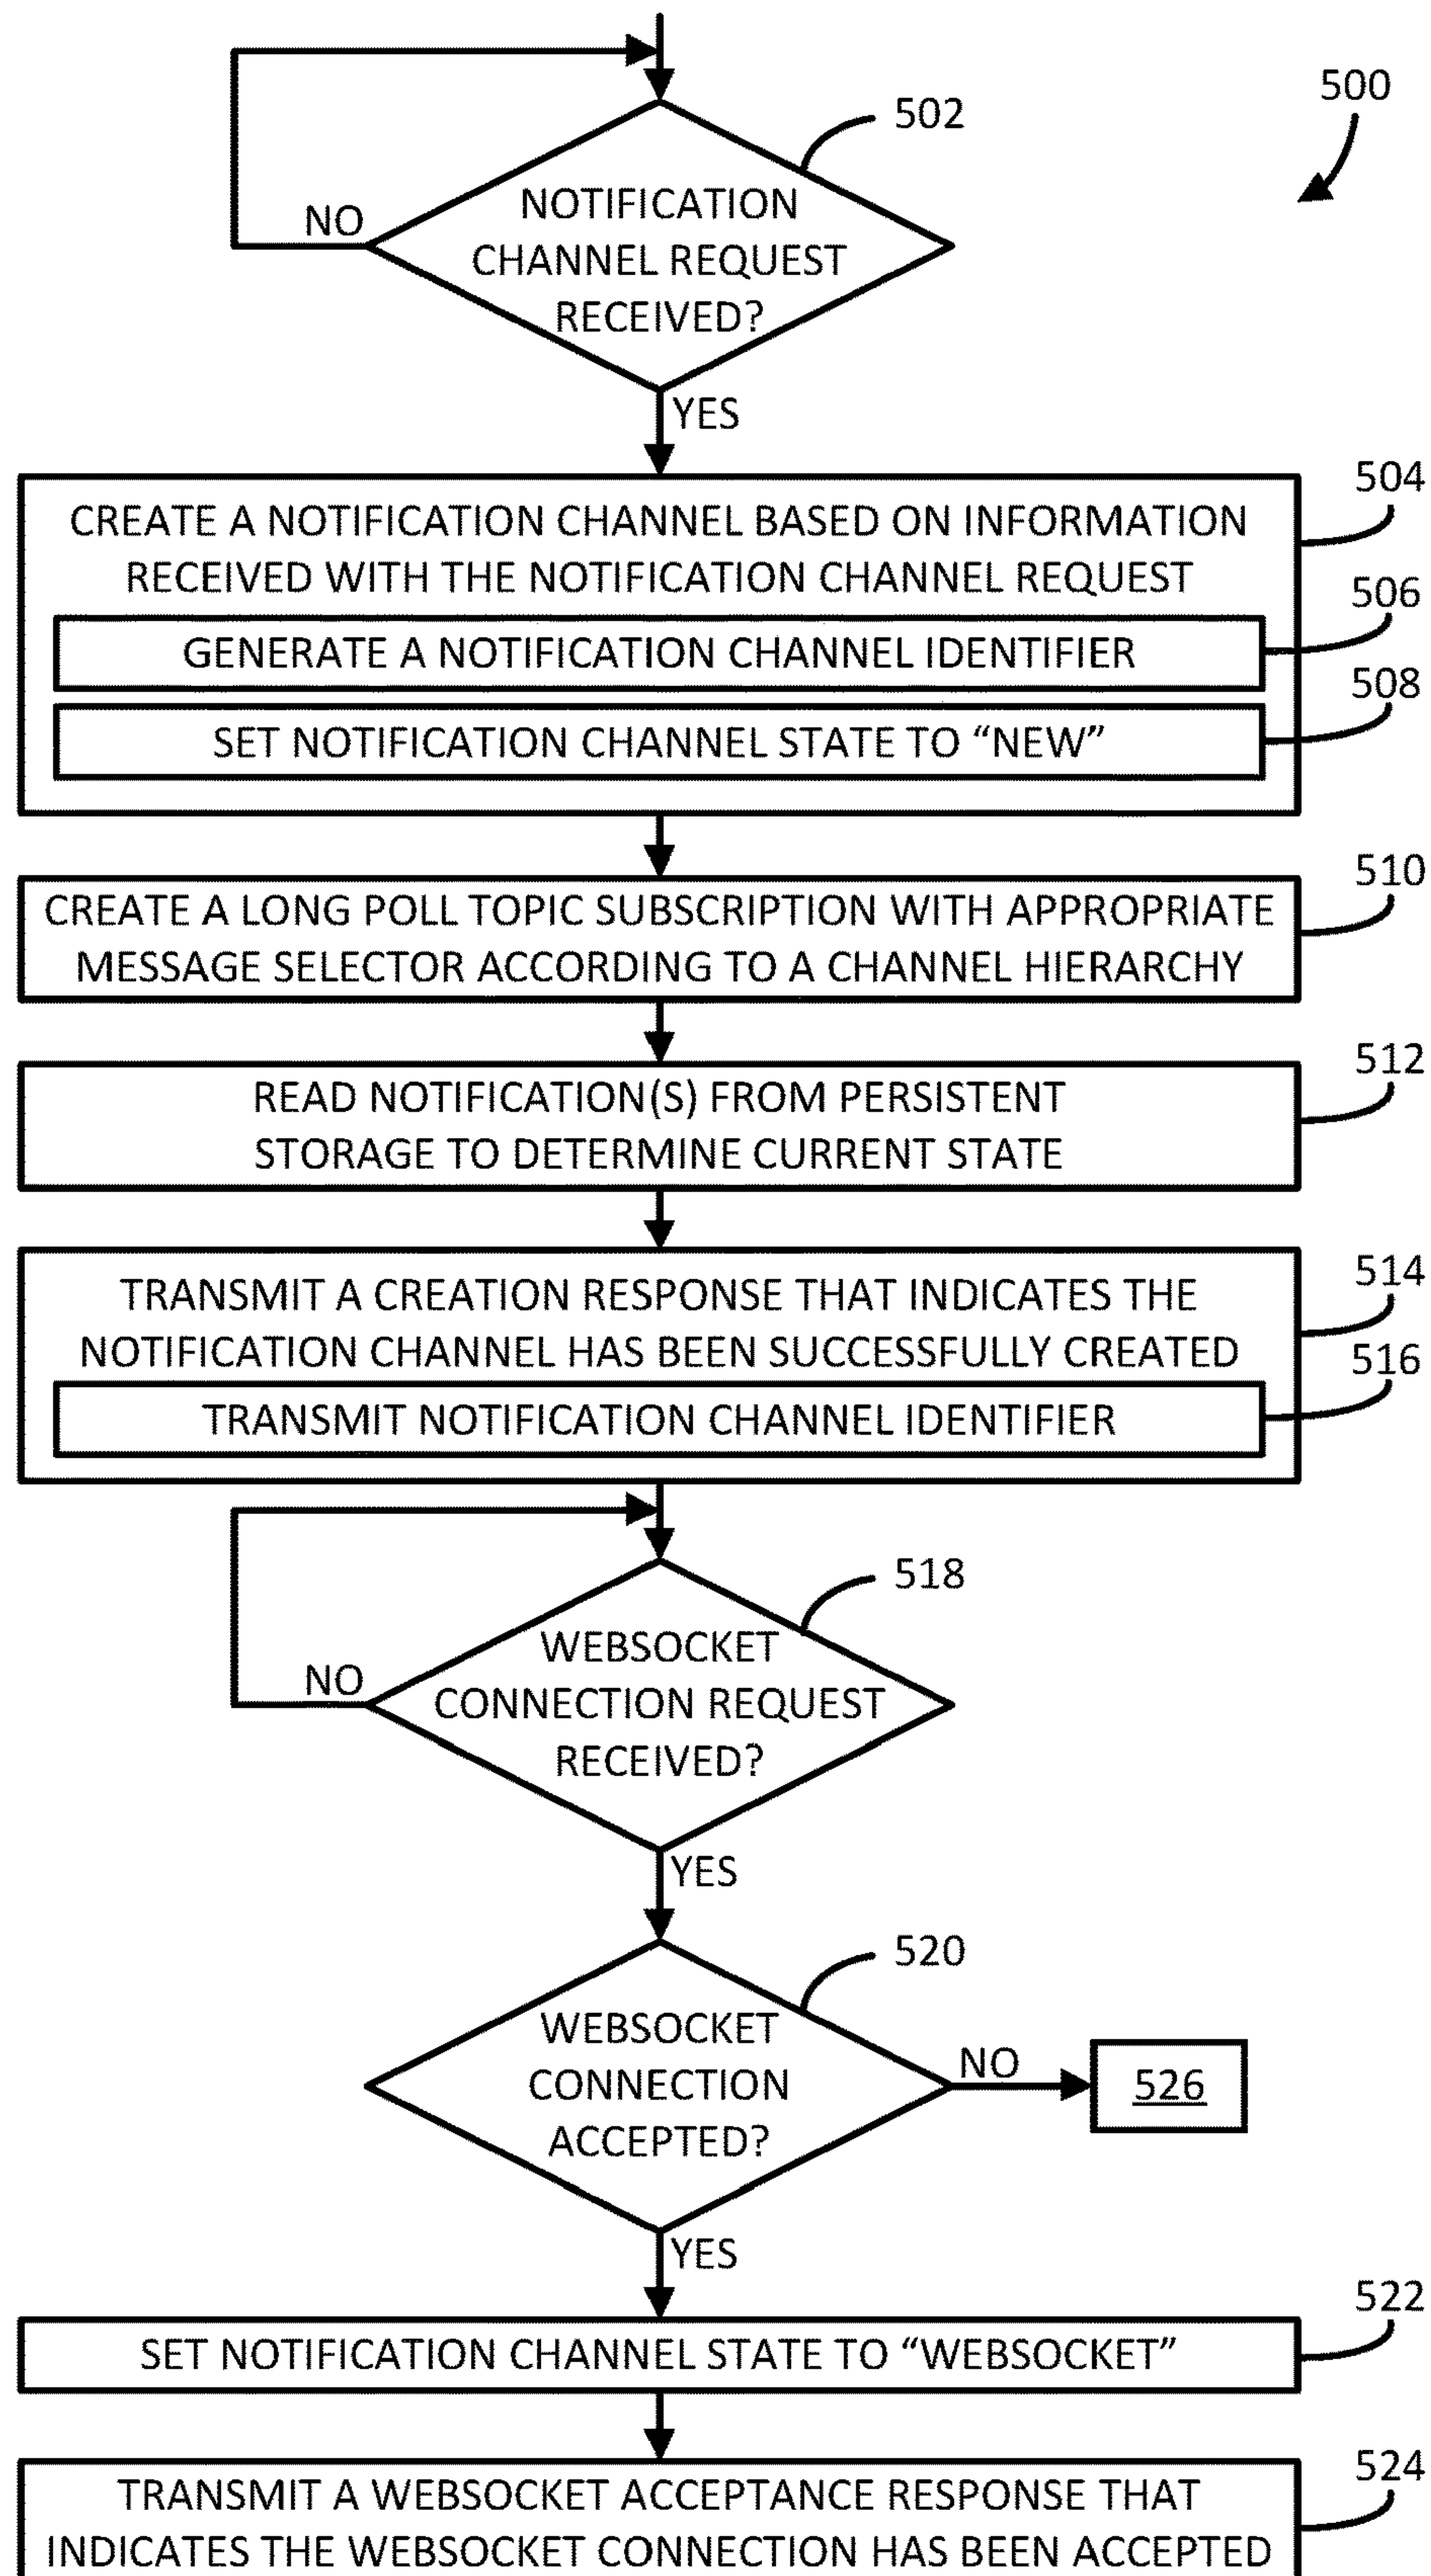 500
502
NOTIFICATION
CHANNEL REQUEST
RECEIVED?
NO
YES
504
CREATE A NOTIFICATION CHANNEL BASED ON INFORMATION
RECEIVED WITH THE NOTIFICATION CHANNEL REQUEST
506
GENERATE A NOTIFICATION CHANNEL IDENTIFIER
508
SET NOTIFICATION CHANNEL STATE TO “NEW”
510
CREATE A LONG POLL TOPIC SUBSCRIPTION WITH APPROPRIATE
MESSAGE SELECTOR ACCORDING TO A CHANNEL HIERARCHY
512
READ NOTIFICATION(S) FROM PERSISTENT
STORAGE TO DETERMINE CURRENT STATE
514
TRANSMIT A CREATION RESPONSE THAT INDICATES THE
NOTIFICATION CHANNEL HAS BEEN SUCCESSFULLY CREATED
516
TRANSMIT NOTIFICATION CHANNEL IDENTIFIER
518
WEBSOCKET
CONNECTION REQUEST
RECEIVED?
NO
YES
520
WEBSOCKET
CONNECTION
ACCEPTED?
NO
526
YES
522
SET NOTIFICATION CHANNEL STATE TO “WEBSOCKET”
524
TRANSMIT A WEBSOCKET ACCEPTANCE RESPONSE THAT
INDICATES THE WEBSOCKET CONNECTION HAS BEEN ACCEPTED